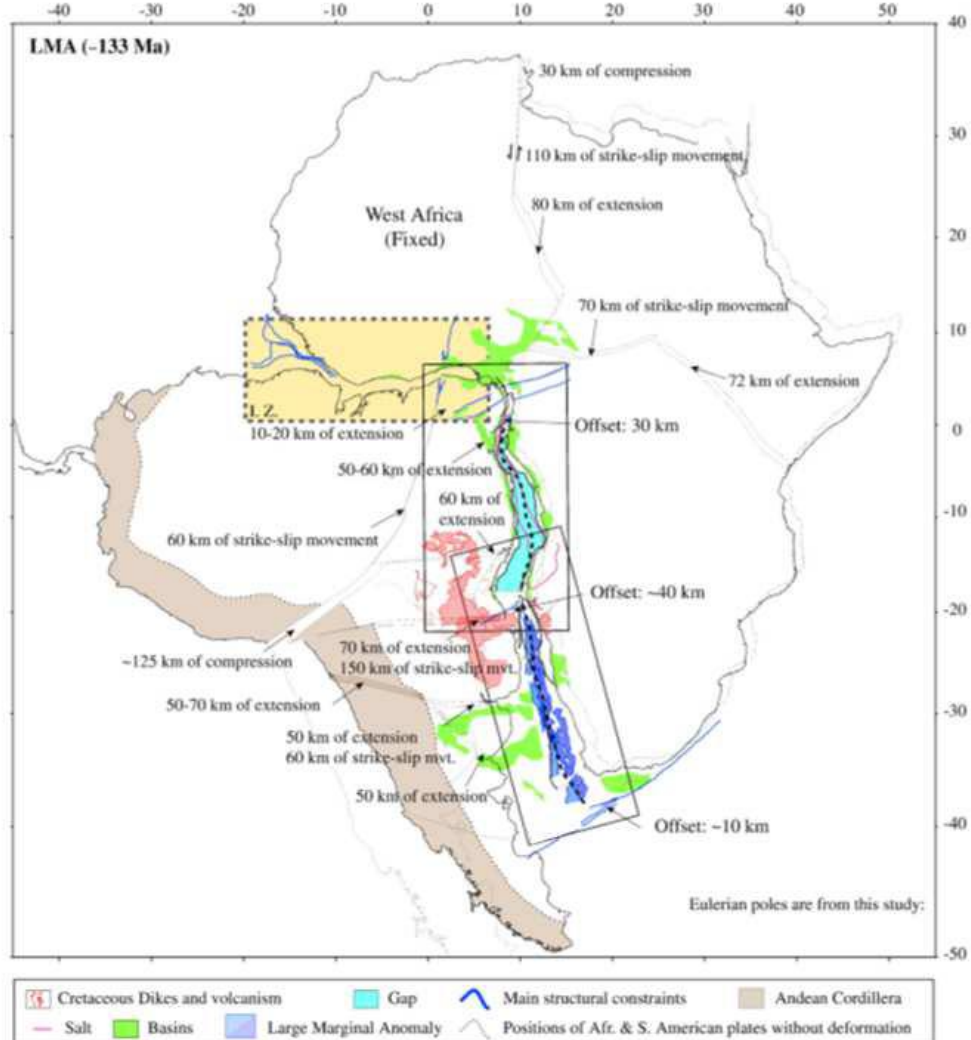 -40 -30 -20 -10 0 10 20 30 40 50
40
LMA (~133 Ma)
30 km of compression
30
110 km of strike-slip movement
80 km of extension
West Africa
(Fixed)
20
70 km of strike-slip movement
10
72 km of extension
10-20 km of extension
Offset: 30 km
0
50-60 km of extension
60 km of
extension
-10
60 km of strike-slip movement
Offset: ~40 km
-20
70 km of extension
150 km of strike-slip mvt.
~125 km of compression
50-70 km of extension
-30
50 km of extension
60 km of strike-slip mvt.
50 km of extension
Offset: ~10 km
-40
Eulerian poles are from this study:
-50
Cretaceous Dikes and volcanism Gap Main structural constraints Andean Cordillera
Salt Basins Large Marginal Anomaly Positions of Afr. & S. American plates without deformation